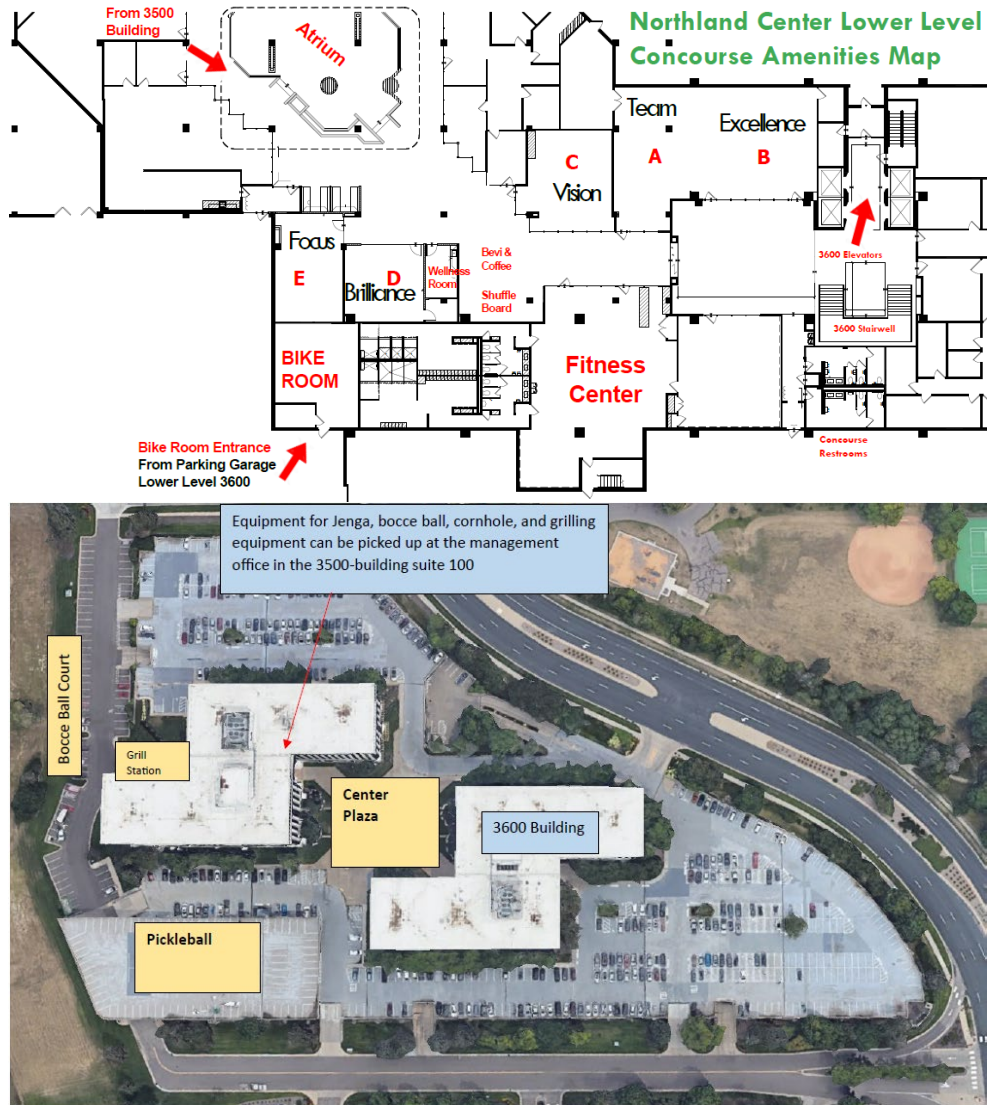 From 3500
Building
Atrium
Northland Center Lower Level
Concourse Amenities Map
Team
A
Excellence
B
C
Vision
3600 Elevators
3600 Stairwell
Focus
E
D
Brilliance
Wellness
Room
Bevi &
Coffee
Shuffle
Board
BIKE
ROOM
Fitness
Center
Bike Room Entrance
From Parking Garage
Lower Level 3600
Concourse
Restrooms
Equipment for Jenga, bocce ball, cornhole, and grilling
equipment can be picked up at the management
office in the 3500-building suite 100
Bocce Ball Court
Grill
Station
Center
Plaza
3600 Building
Pickleball